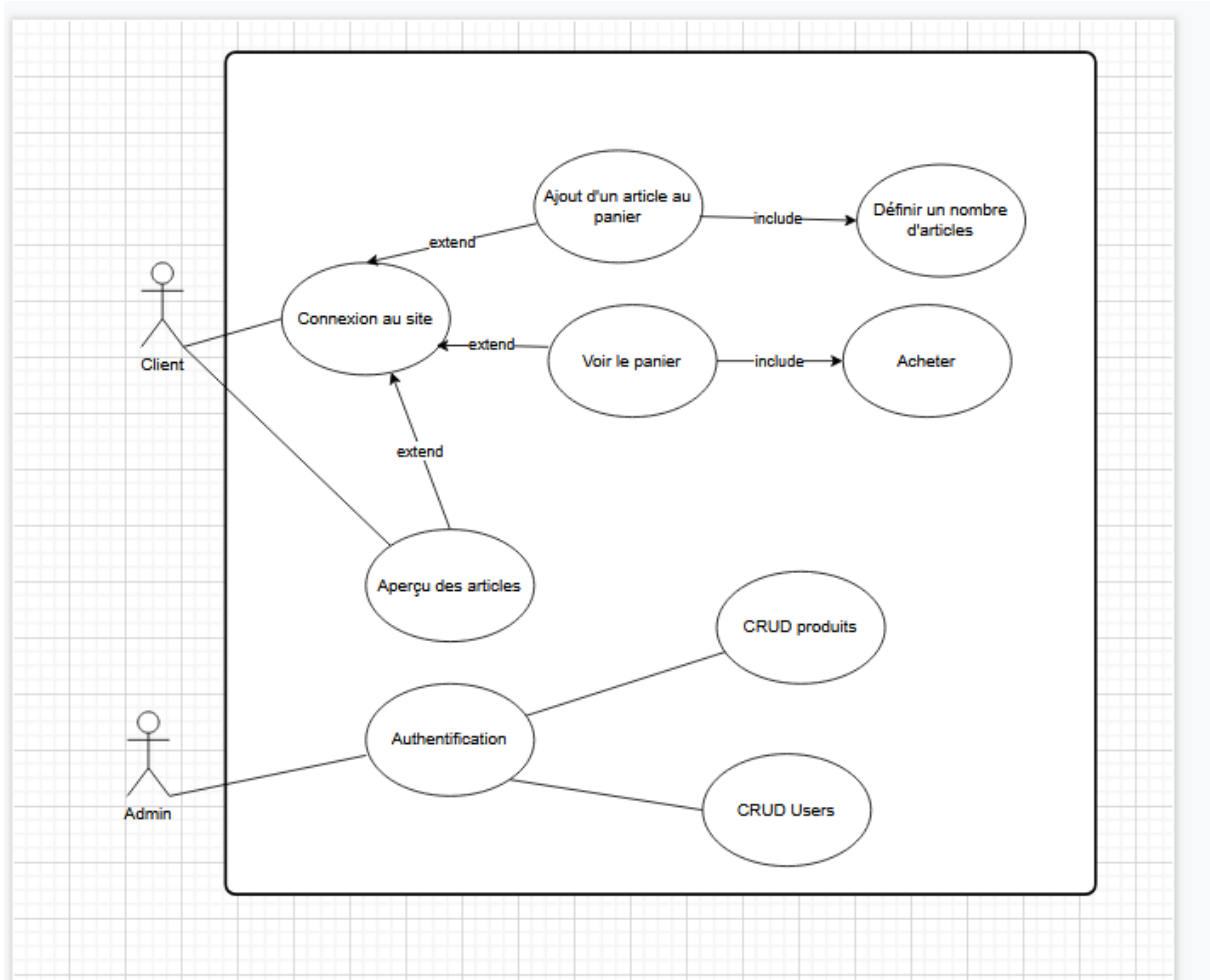 Ajout d'un article au
panier
include
Définir un nombre
d'articles
extend
Connexion au site
Client
extend
Voir le panier
include
Acheter
extend
Aperçu des articles
CRUD produits
Authentification
Admin
CRUD Users